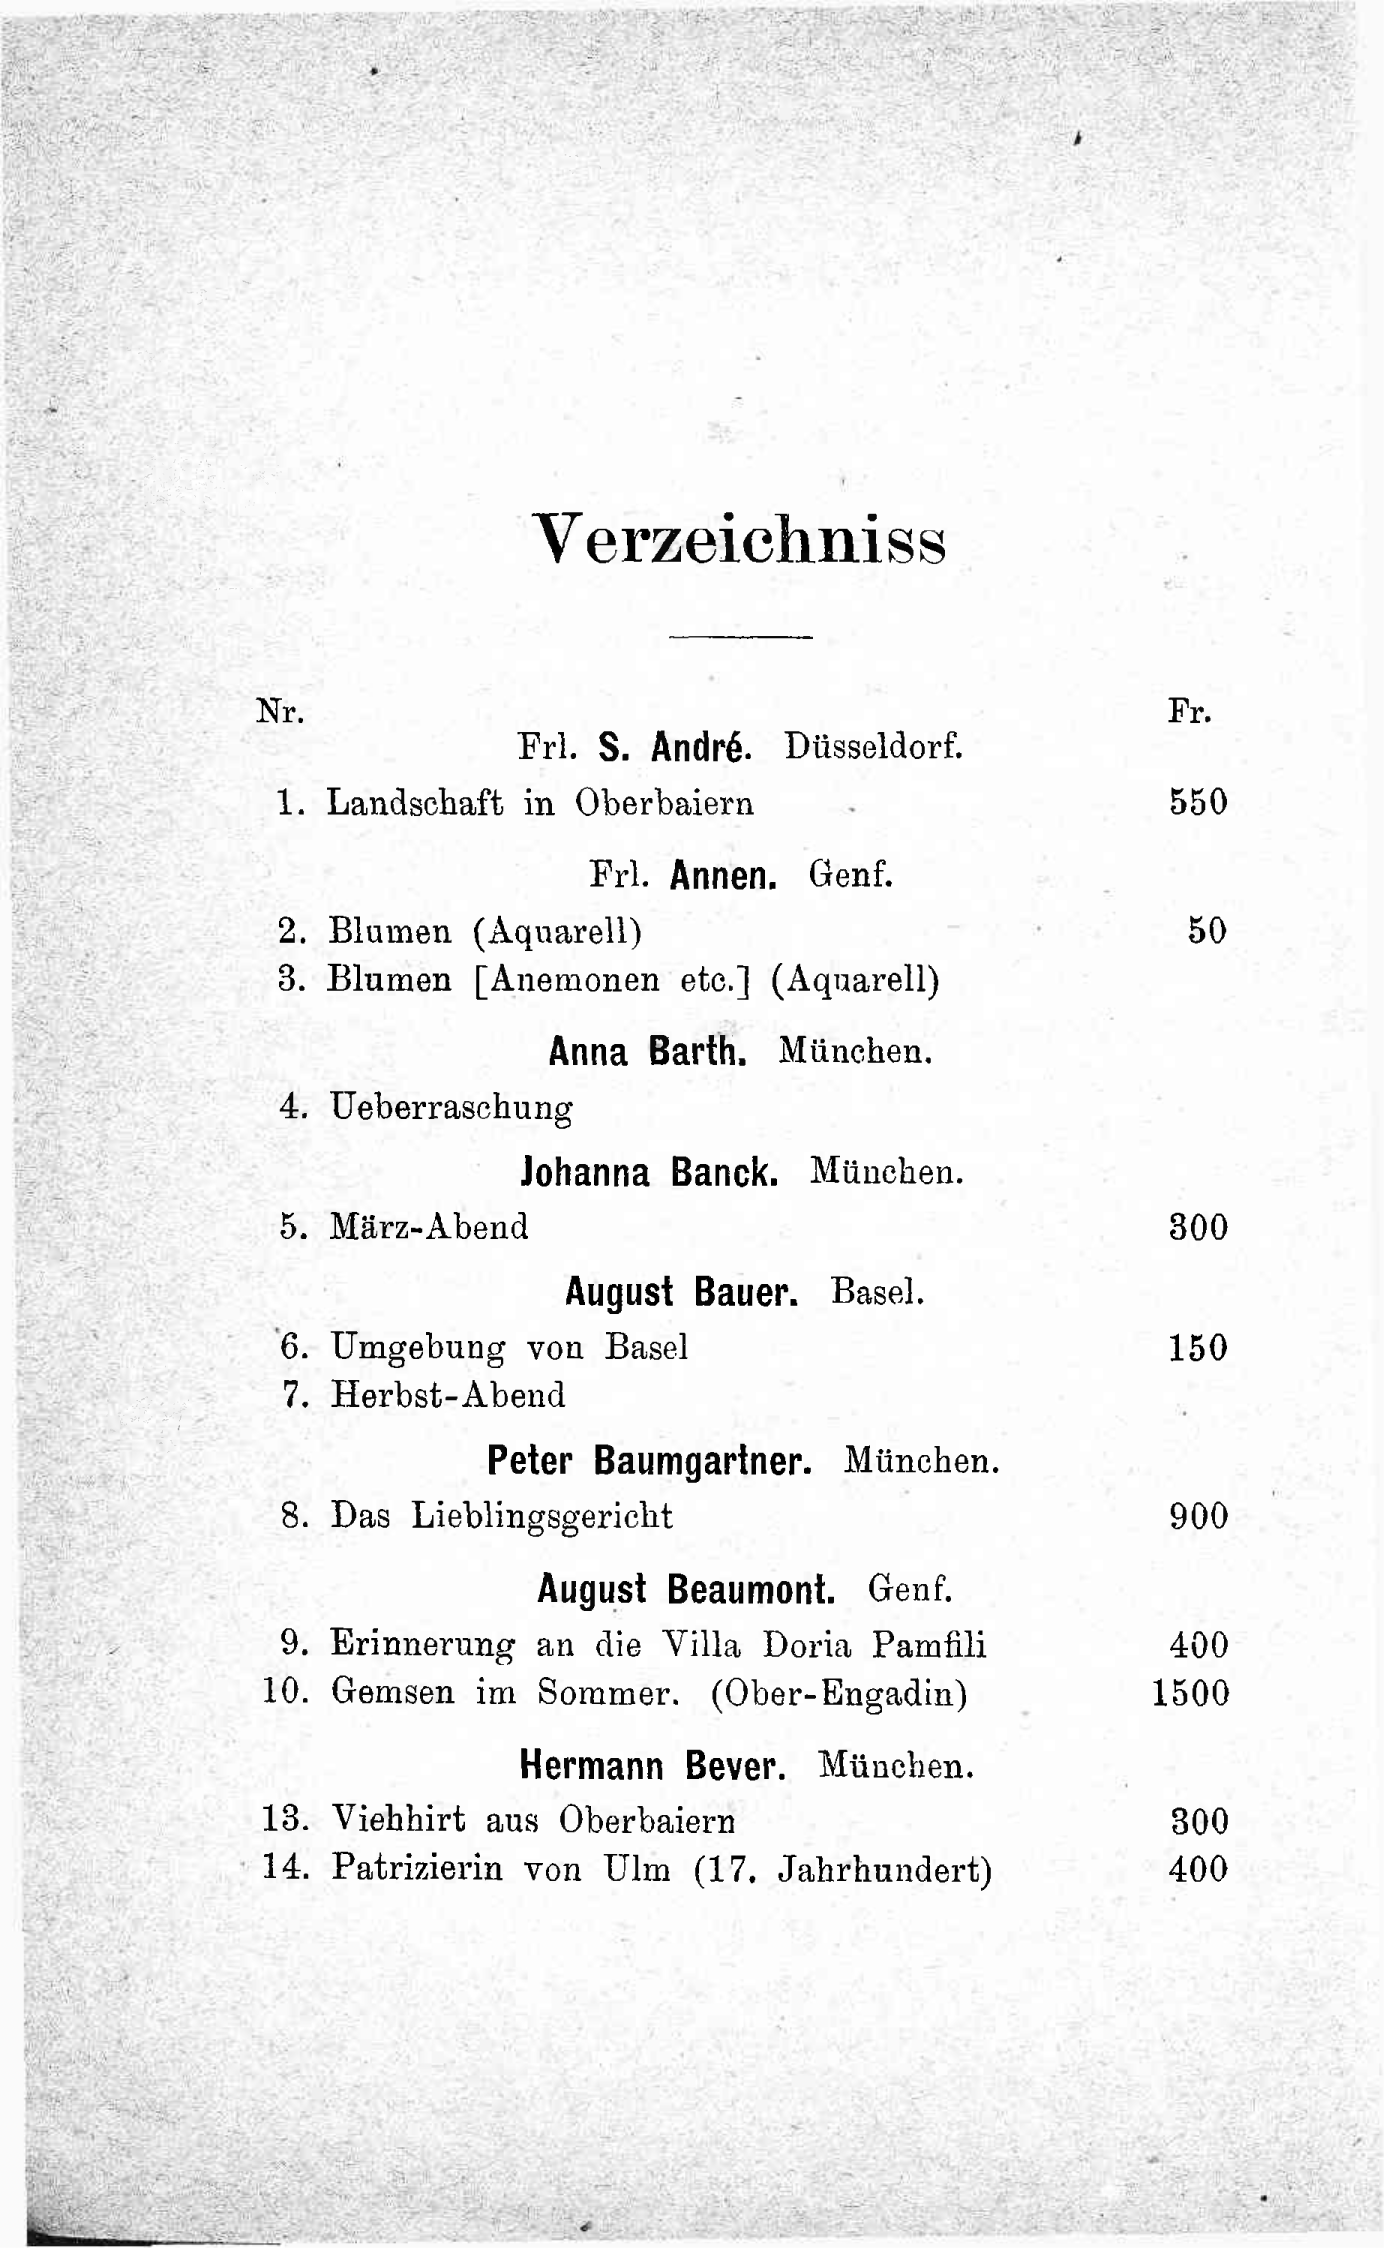 Verzeichniss
Nr. Fr.
Frl. S. André. Düsseldorf.
1. Landschaft in Oberbaiern 550
Frl. Annen. Genf.
2. Blumen (Aquarell) 50
3. Blumen [Anemonen etc.] (Aquarell)
Anna Barth. München.
4. Ueberraschung
Johanna Banck. München.
5. März-Abend 300
August Bauer. Basel.
6. Umgebung von Basel 150
7. Herbst-Abend
Peter Baumgartner. München.
8. Das Lieblingsgericht 900
August Beaumont. Genf.
9. Erinnerung an die Villa Doria Pamfili 400
10. Gemsen im Sommer. (Ober-Engadin) 1500
Hermann Bever. München.
13. Viehhirt aus Oberbaiern 300
14. Patrizierin von Ulm (17. Jahrhundert) 400